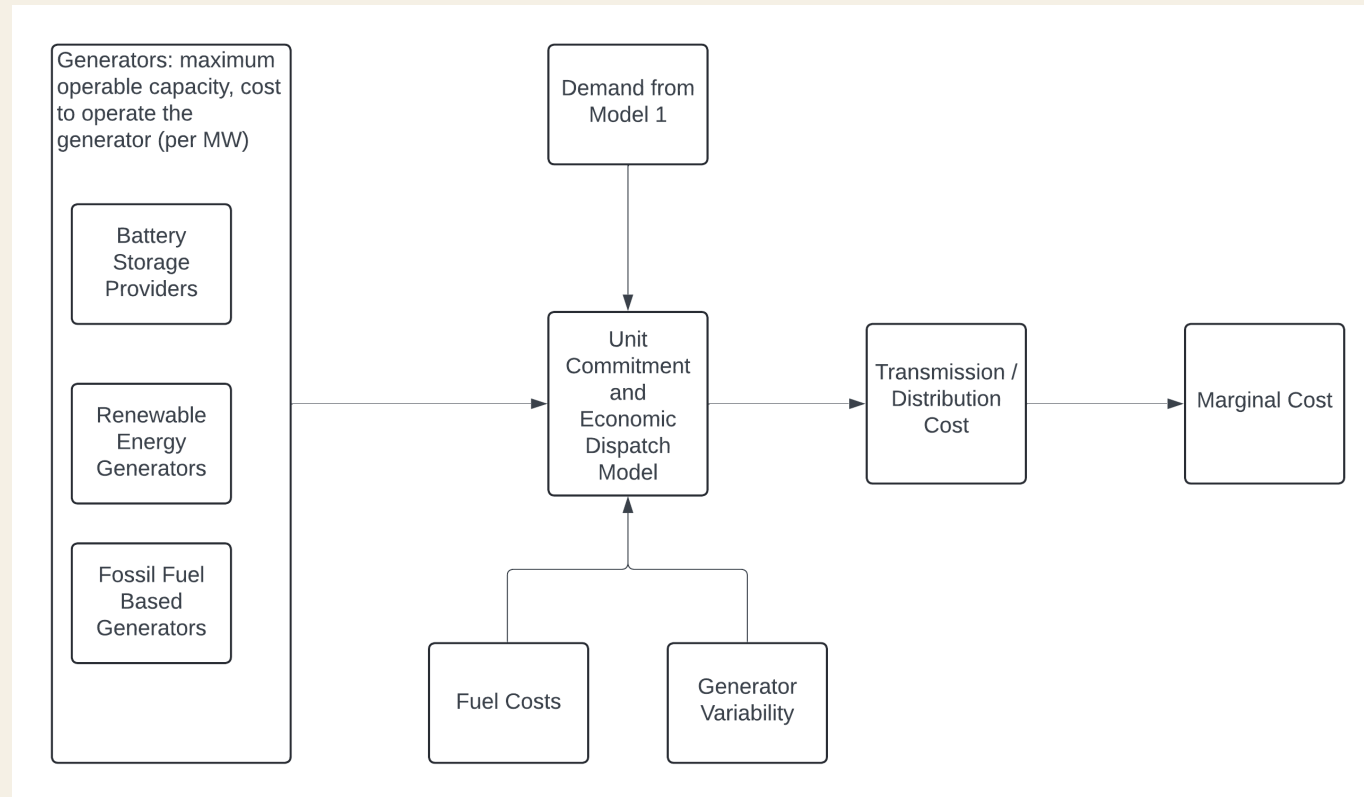 Generators: maximum
operable capacity, cost
to operate the
generator (per MW)
Battery
Storage
Providers
Renewable
Energy
Generators
Fossil Fuel
Based
Generators
Demand from
Model 1
Unit
Commitment
and
Economic
Dispatch
Model
Fuel Costs
Generator
Variability
Transmission /
Distribution
Cost
Marginal Cost